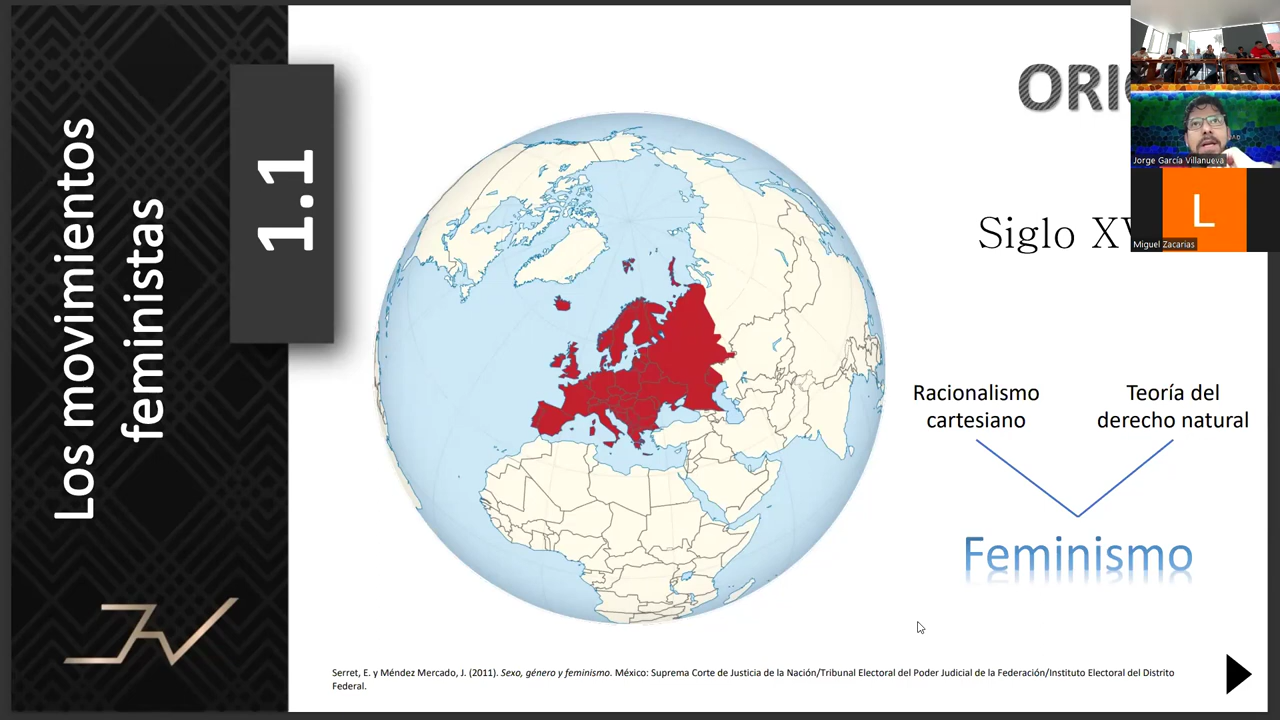 Los movimientos
feministas
1.1
ORI
Siglo XV
Racionalismo
cartesiano
Teoría del
derecho natural
Feminismo
Serret, E. y Méndez Mercado, J. (2011). Sexo, género y feminismo. México: Suprema Corte de Justicia de la Nación/Tribunal Electoral del Poder Judicial de la Federación/Instituto Electoral del Distrito
Federal.
Jorge García Villanueva
L
Miguel Zacarias